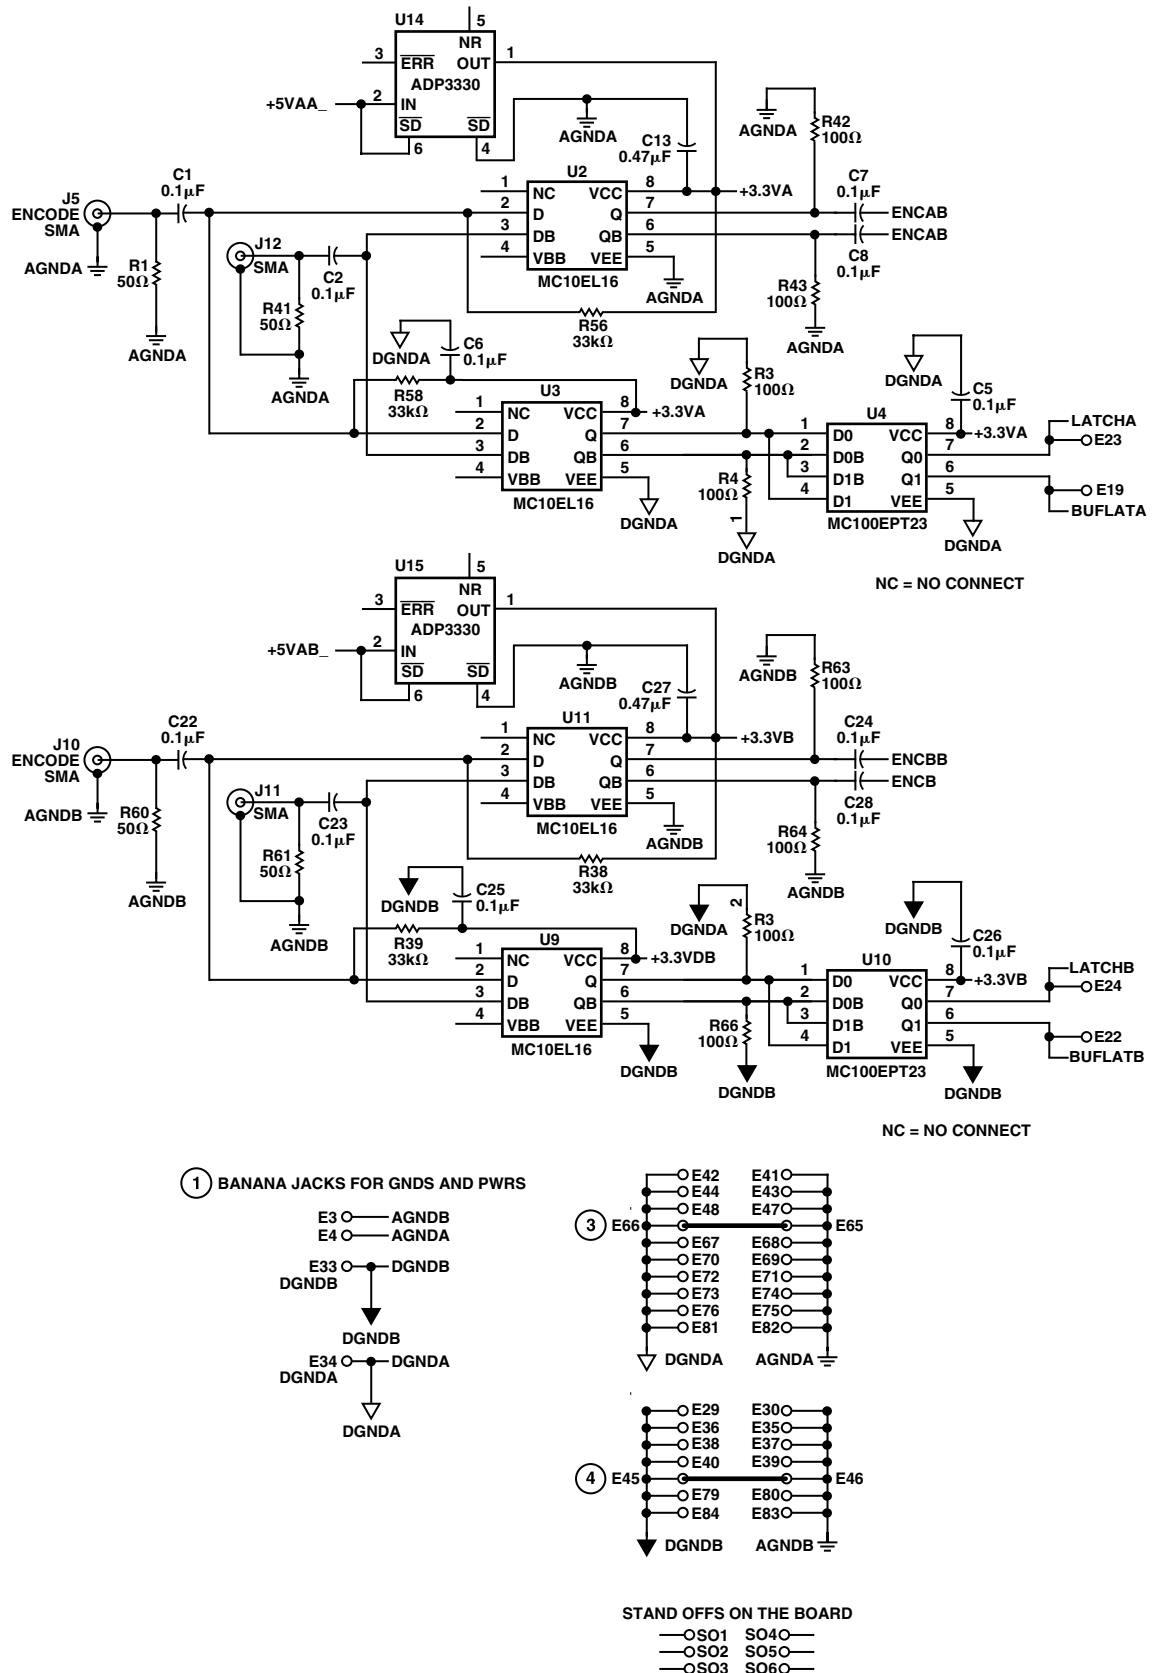 U14
5
NR
3
ERR
OUT
1
ADP3330
+5VAA_
2
IN
SD
SD
6
4
AGNDA
C13
0.47µF
AGNDA
R42
100Ω
J5
ENCODE
SMA
C1
0.1µF
AGNDA
R1
50Ω
AGNDA
J12
SMA
C2
0.1µF
R41
50Ω
AGNDA
U2
1
NC
VCC
8
+3.3VA
2
D
Q
7
3
DB
QB
6
4
VBB
VEE
5
MC10EL16
AGNDA
C7
0.1µF
ENCAB
ENCAB
C8
0.1µF
R43
100Ω
AGNDA
R56
33kΩ
DGNDA
C6
0.1µF
R58
33kΩ
U3
1
NC
VCC
8
+3.3VA
2
D
Q
7
3
DB
QB
6
4
VBB
VEE
5
MC10EL16
DGNDA
DGNDA
R3
100Ω
R4
100Ω
1
DGNDA
DGNDA
C5
0.1µF
U4
1
D0
VCC
8
+3.3VA
2
D0B
Q0
7
3
D1B
Q1
6
4
D1
VEE
5
MC100EPT23
DGNDA
LATCHA
E23
E19
BUFLATA
NC = NO CONNECT
U15
5
NR
3
ERR
OUT
1
ADP3330
+5VAB_
2
IN
SD
SD
6
4
AGNDB
C27
0.47µF
AGNDB
R63
100Ω
J10
ENCODE
SMA
C22
0.1µF
AGNDB
R60
50Ω
AGNDB
J11
SMA
C23
0.1µF
R61
50Ω
AGNDB
U11
1
NC
VCC
8
+3.3VB
2
D
Q
7
3
DB
QB
6
4
VBB
VEE
5
MC10EL16
AGNDB
C24
0.1µF
ENCBB
ENCB
C28
0.1µF
R64
100Ω
AGNDB
R38
33kΩ
DGNDB
C25
0.1µF
R39
33kΩ
U9
1
NC
VCC
8
+3.3VDB
2
D
Q
7
3
DB
QB
6
4
VBB
VEE
5
MC10EL16
DGNDB
DGNDA
2
R3
100Ω
R66
100Ω
DGNDB
DGNDB
C26
0.1µF
U10
1
D0
VCC
8
+3.3VB
2
D0B
Q0
7
3
D1B
Q1
6
4
D1
VEE
5
MC100EPT23
DGNDB
LATCHB
E24
E22
BUFLATB
NC = NO CONNECT
1 BANANA JACKS FOR GNDS AND PWRS
E3 AGNDB
E4 AGNDA
E33 DGNDB
DGNDB
DGNDB
E34 DGNDA
DGNDA
DGNDA
E42 E41
E44 E43
E48 E47
3 E66 E65
E67 E68
E70 E69
E72 E71
E73 E74
E76 E75
E81 E82
DGNDA AGNDA
E29 E30
E36 E35
E38 E37
E40 E39
4 E45 E46
E79 E80
E84 E83
DGNDB AGNDB
STAND OFFS ON THE BOARD
SO1 SO4
SO2 SO5
SO3 SO6